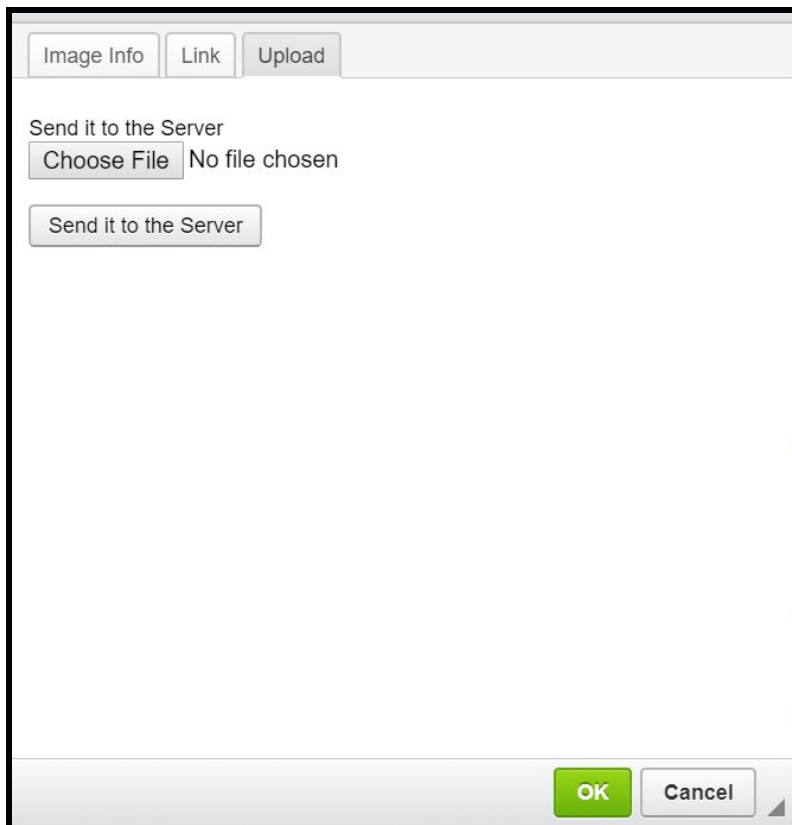 Image Info Link Upload
Send it to the Server
Choose File No file chosen
Send it to the Server
OK Cancel